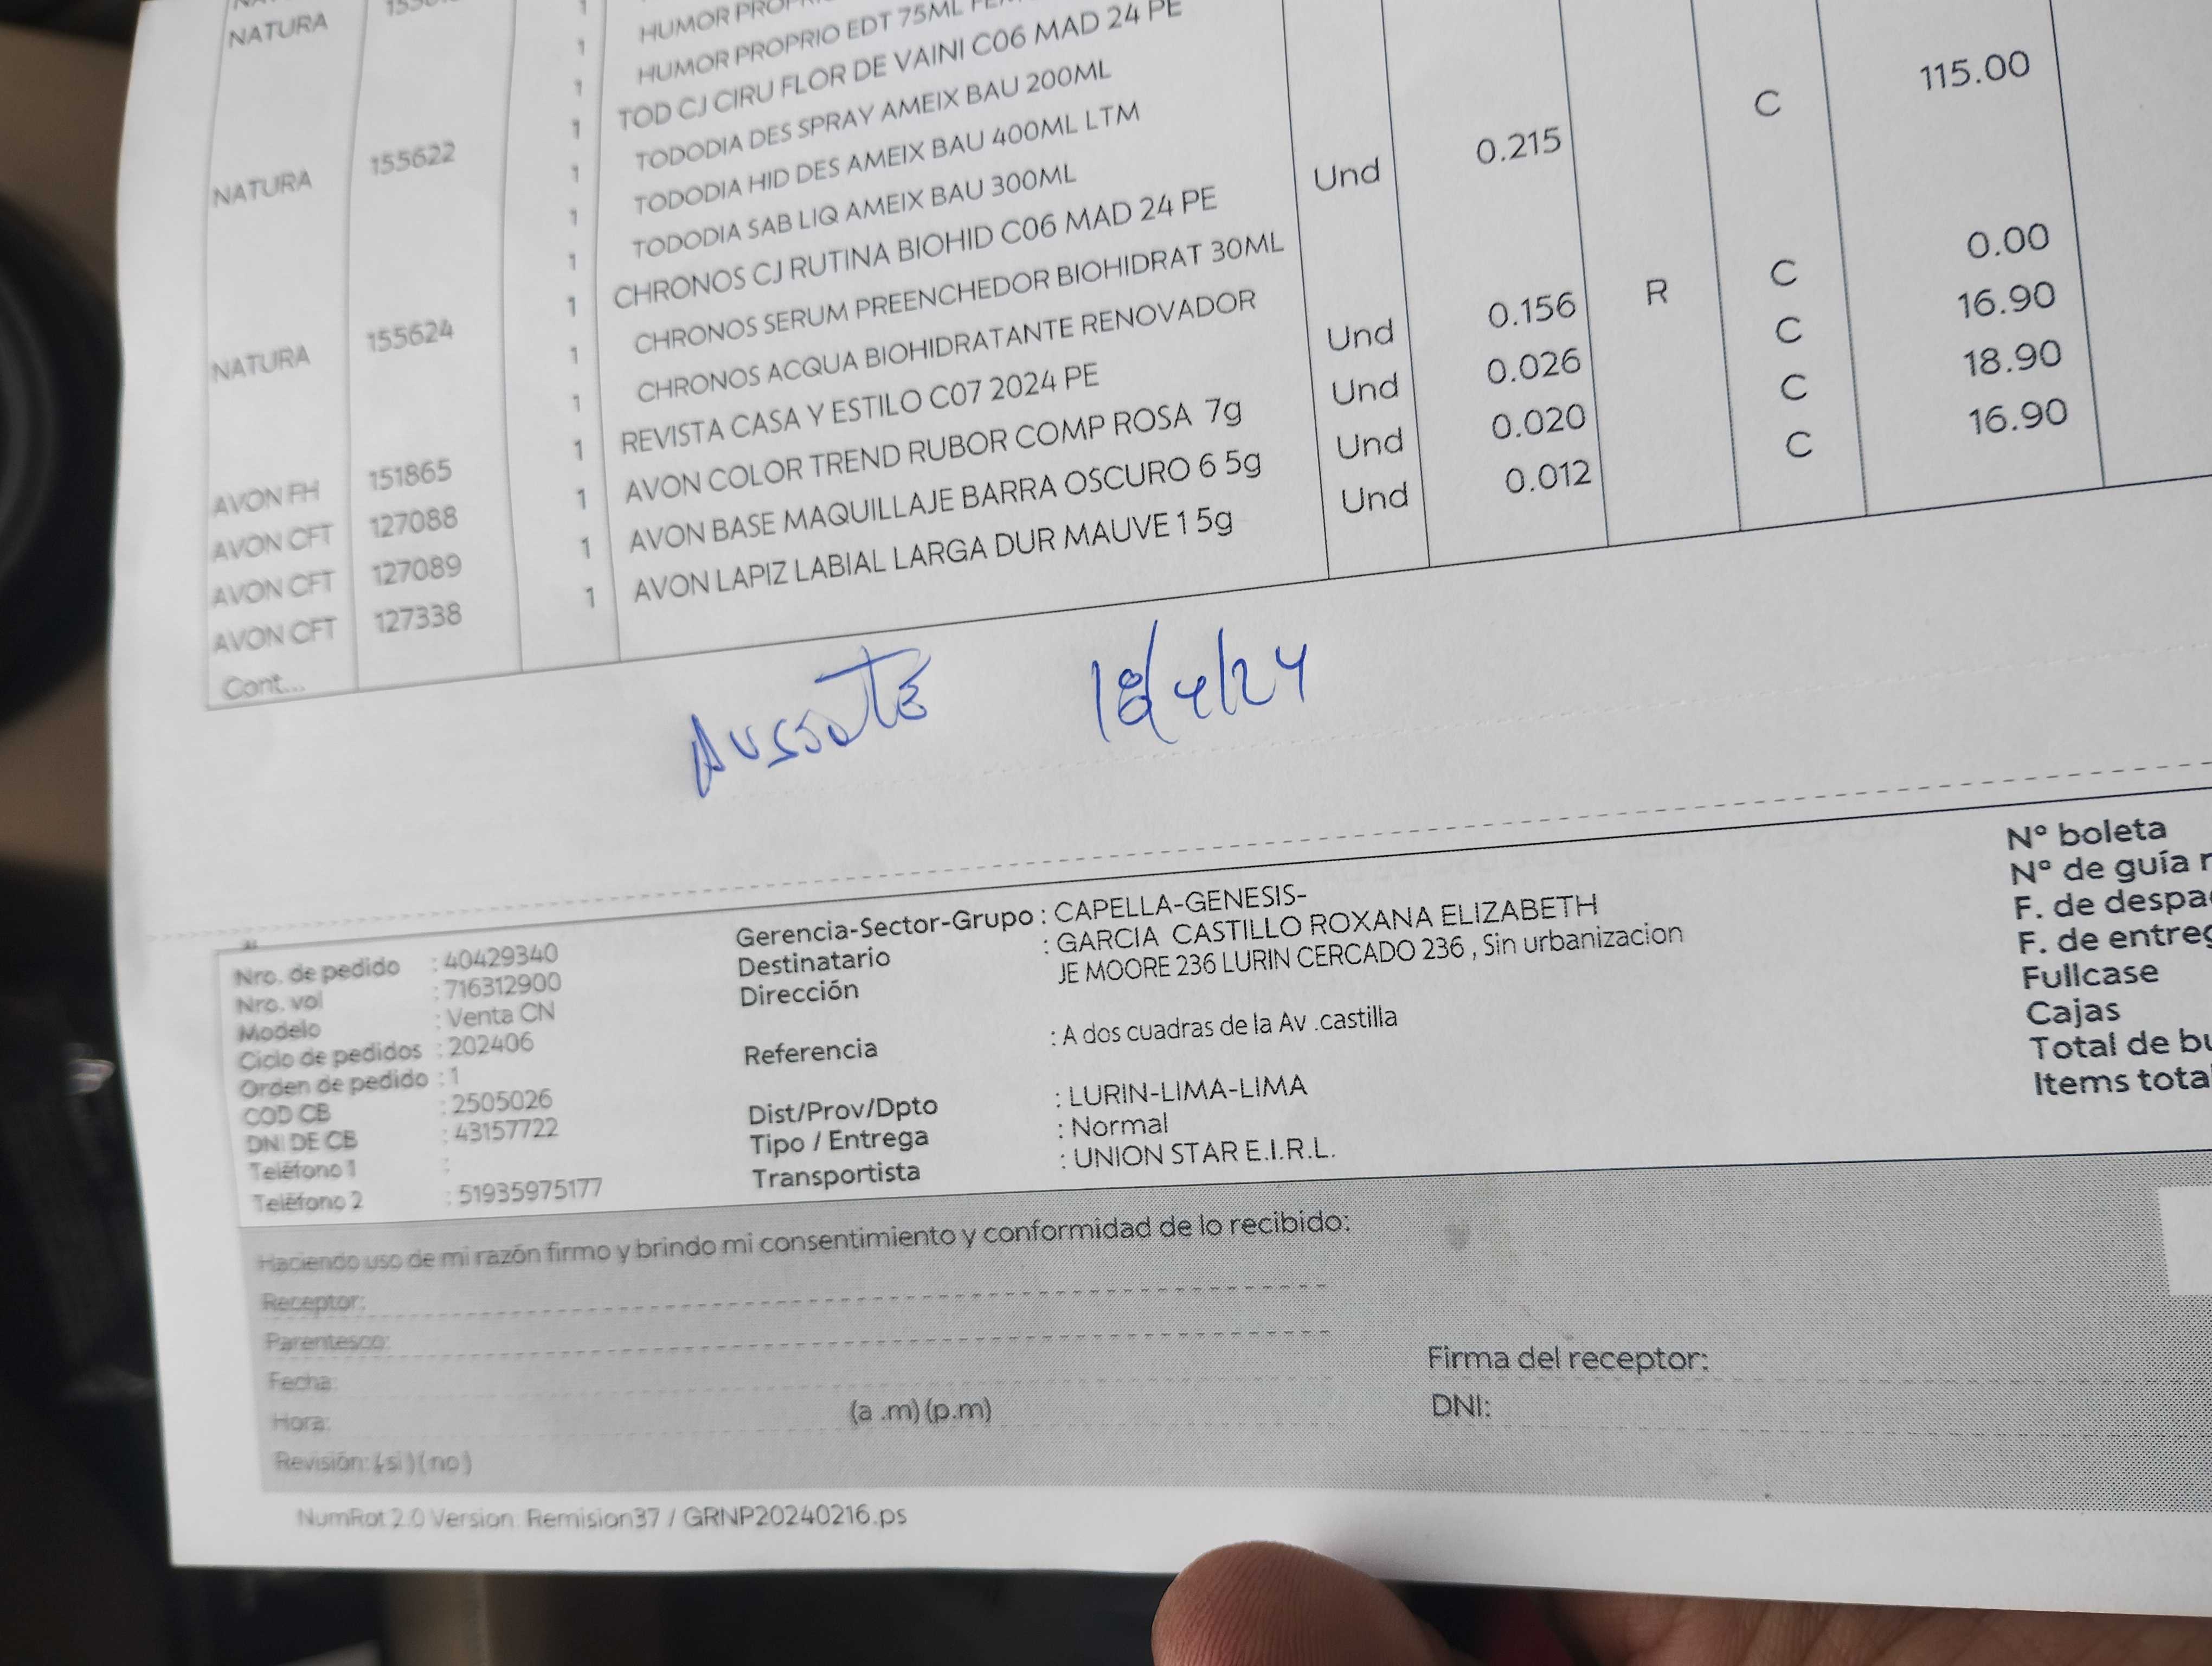 NATURA 1 HUMOR PROPRIO
1 HUMOR PROPRIO EDT 75ML
1 TOD CJ CIRU FLOR DE VAINI C06 MAD 24 PE
NATURA 155622 1 TODODIA DES SPRAY AMEIX BAU 200ML Und 0.215 C 115.00
1 TODODIA HID DES AMEIX BAU 400ML LTM
1 TODODIA SAB LIQ AMEIX BAU 300ML
1 CHRONOS CJ RUTINA BIOHID C06 MAD 24 PE
NATURA 155624 1 CHRONOS SERUM PREENCHEDOR BIOHIDRAT 30ML
1 CHRONOS ACQUA BIOHIDRATANTE RENOVADOR
AVON FH 151865 1 REVISTA CASA Y ESTILO C07 2024 PE Und 0.156 R C 0.00
AVON CFT 127088 1 AVON COLOR TREND RUBOR COMP ROSA 7g Und 0.026 C 16.90
AVON CFT 127089 1 AVON BASE MAQUILLAJE BARRA OSCURO 6 5g Und 0.020 C 18.90
AVON CFT 127338 1 AVON LAPIZ LABIAL LARGA DUR MAUVE 1 5g Und 0.012 C 16.90
Cont...
18/4/24
Nro. de pedido : 40429340
Nro. vol : 716312900
Modelo : Venta CN
Ciclo de pedidos : 202406
Orden de pedido : 1
COD CB : 2505026
DNI DE CB : 43157722
Teléfono 1 :
Teléfono 2 : 51935975177
Gerencia-Sector-Grupo : CAPELLA-GENESIS-
Destinatario : GARCIA CASTILLO ROXANA ELIZABETH
Dirección JE MOORE 236 LURIN CERCADO 236 , Sin urbanizacion
Referencia : A dos cuadras de la Av .castilla
Dist/Prov/Dpto : LURIN-LIMA-LIMA
Tipo / Entrega : Normal
Transportista : UNION STAR E.I.R.L.
N° boleta
N° de guía r
F. de despa
F. de entreg
Fullcase
Cajas
Total de bu
Items tota
Haciendo uso de mi razón firmo y brindo mi consentimiento y conformidad de lo recibido:
Receptor:
Parentesco:
Fecha:
Hora: (a .m) (p.m)
Revisión: (si) (no)
Firma del receptor:
DNI:
NumRot 2.0 Version: Remision37 / GRNP20240216.ps